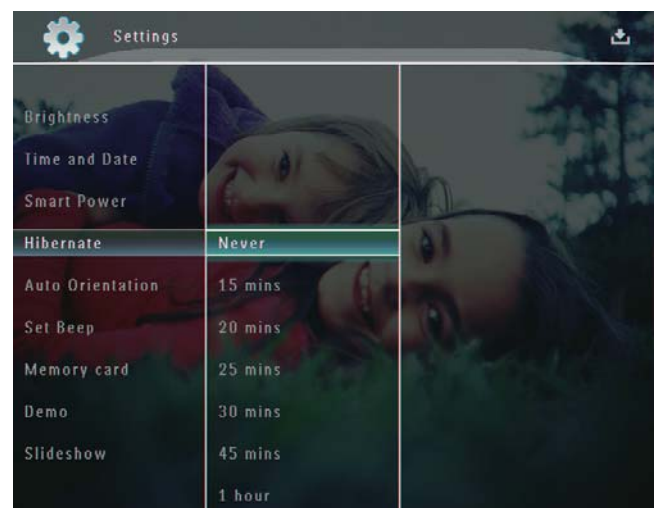 Settings
Brightness
Time and Date
Smart Power
Hibernate
Auto Orientation
Set Beep
Memory card
Demo
Slideshow
Never
15 mins
20 mins
25 mins
30 mins
45 mins
1 hour